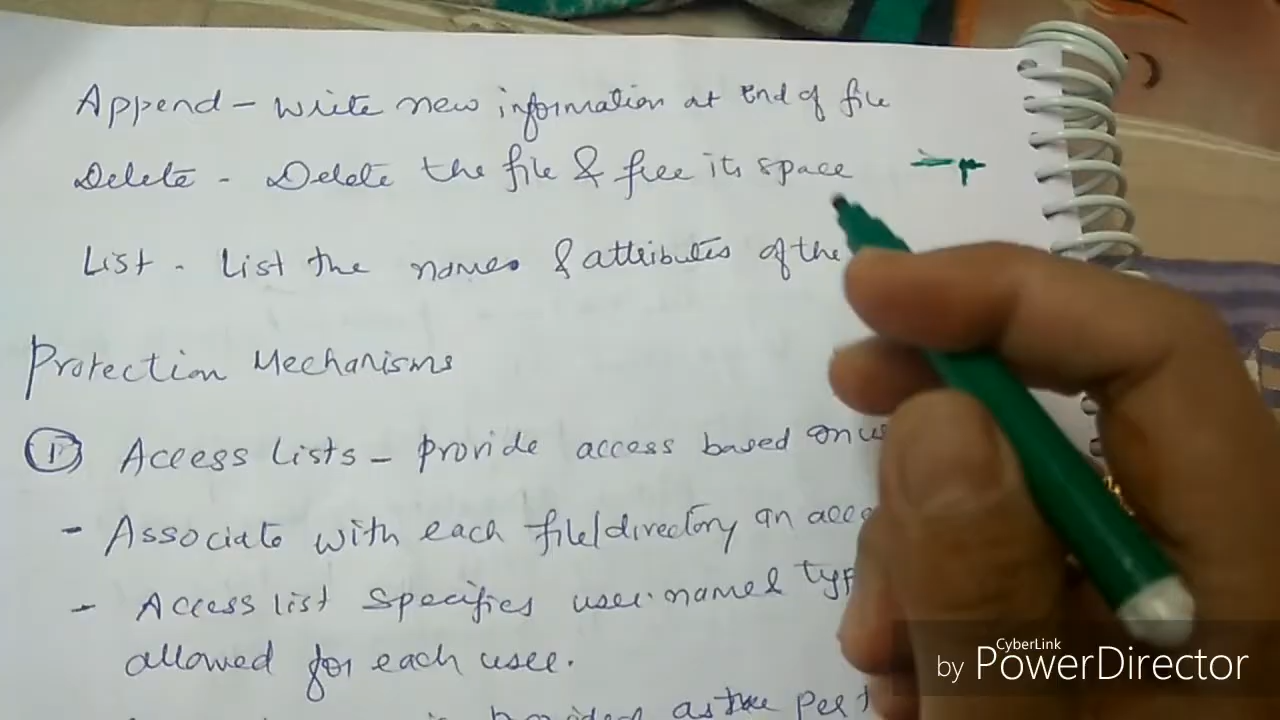 Append - Write new information at End of file
Delete - Delete the file & free its space
List - List the names & attributes of the
Protection Mechanisms
① Access Lists - Provide access based on
- Associate with each file/directory an
- Access list specifies user name &
allowed for each user.
as the per
CyberLink
by PowerDirector